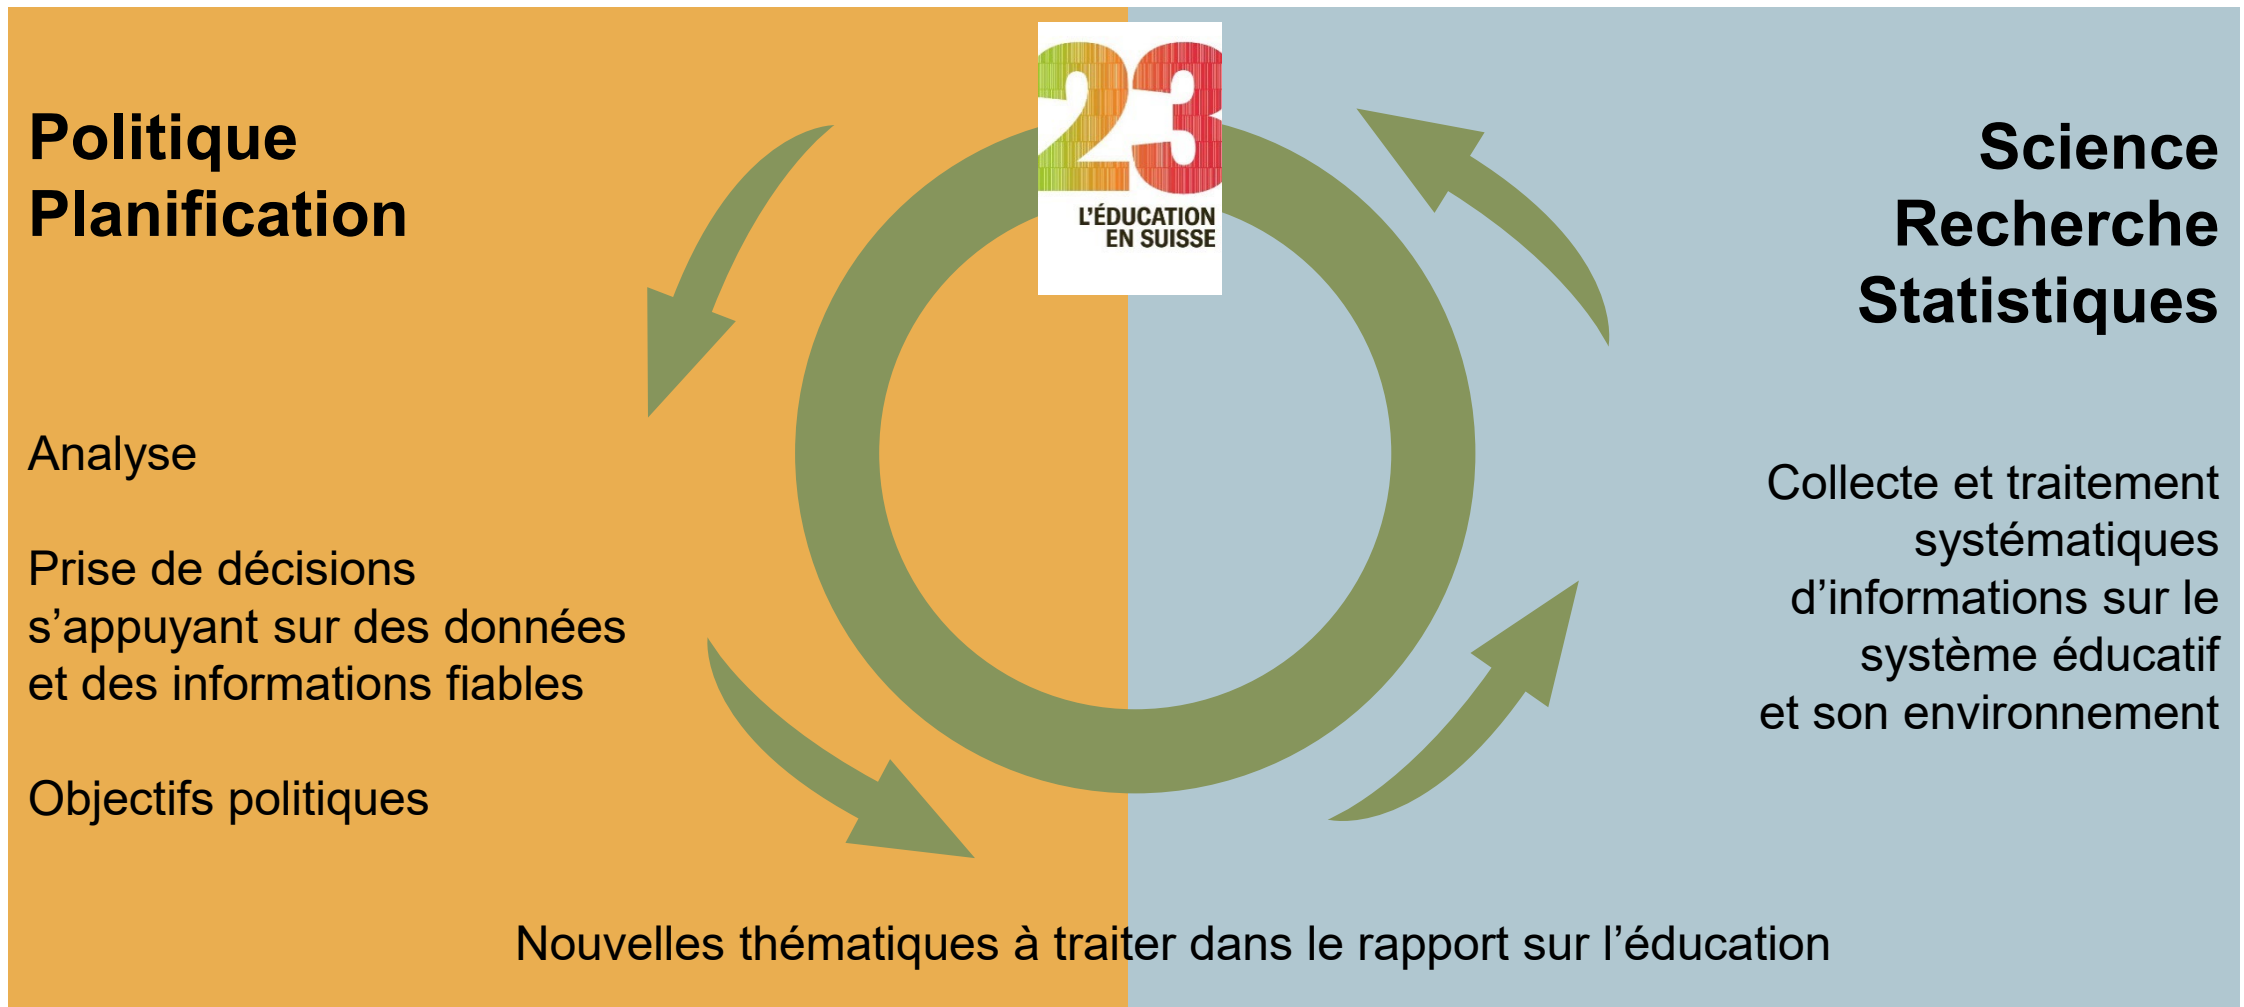 23
L’ÉDUCATION
EN SUISSE
Politique
Planification
Analyse
Prise de décisions
s’appuyant sur des données
et des informations fiables
Objectifs politiques
Science
Recherche
Statistiques
Collecte et traitement
systématiques
d’informations sur le
système éducatif
et son environnement
Nouvelles thématiques à traiter dans le rapport sur l’éducation